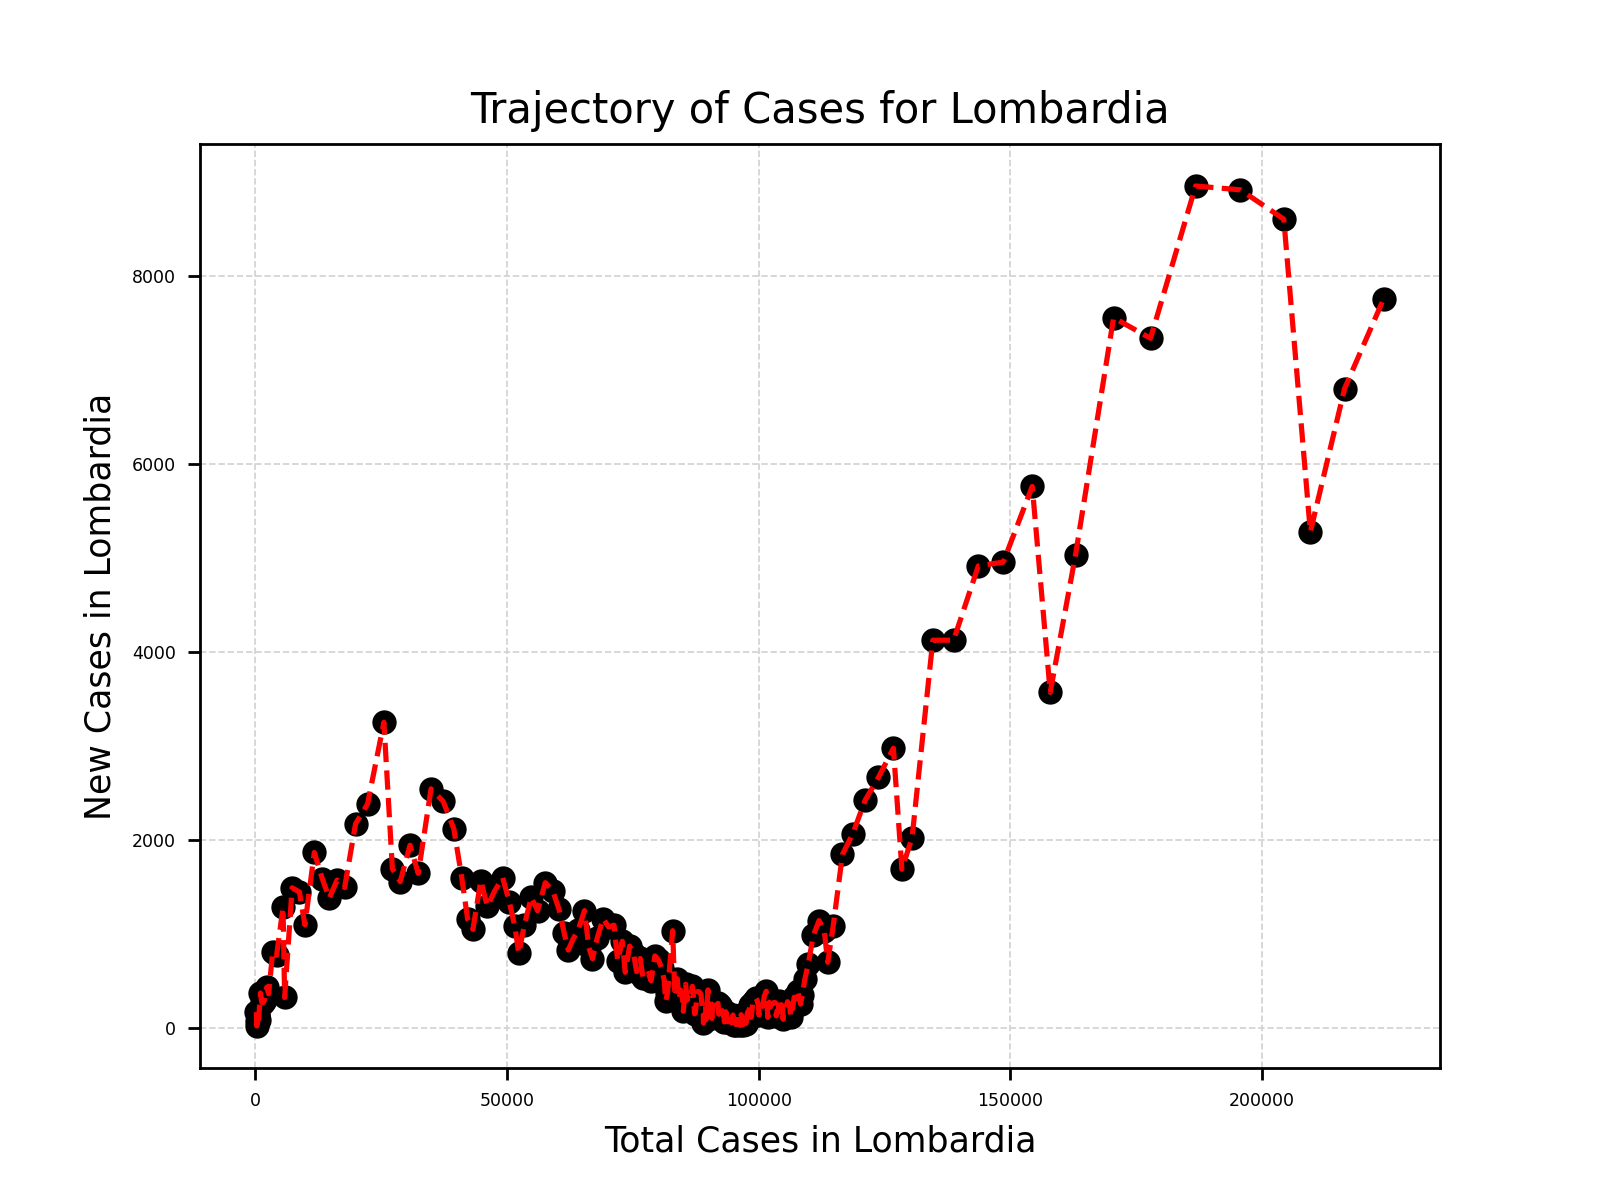 Trajectory of Cases for Lombardia
New Cases in Lombardia
8000
6000
4000
2000
0
0 50000 100000 150000 200000
Total Cases in Lombardia